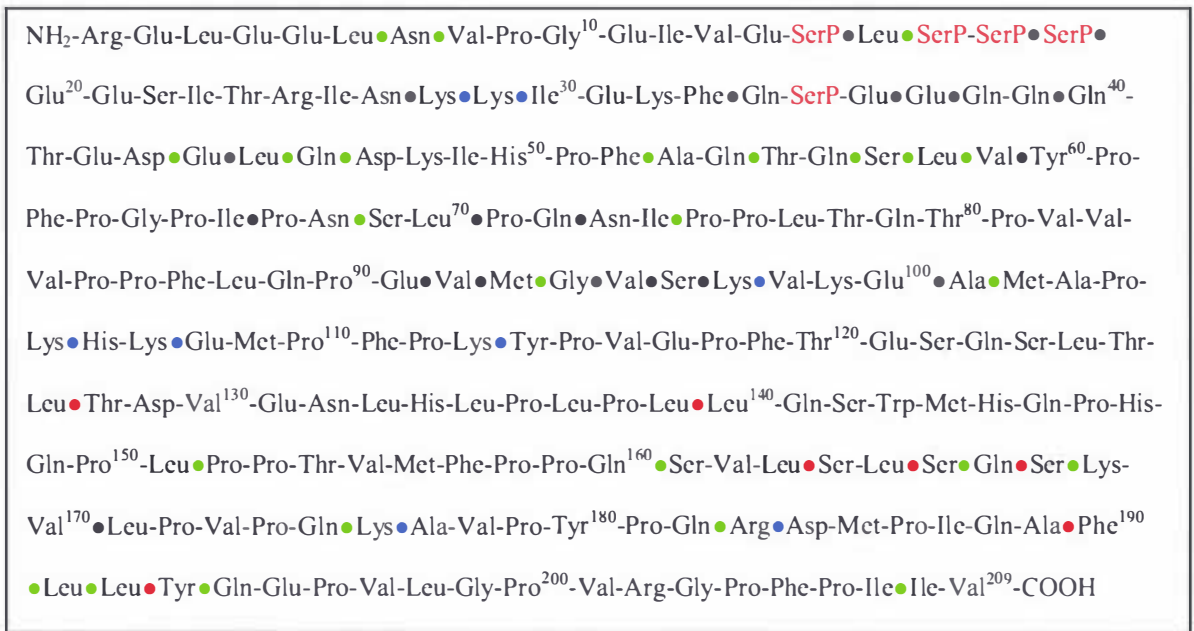 NH₂-Arg-Glu-Leu-Glu-Glu-Leu●Asn●Val-Pro-Gly¹⁰-Glu-Ile-Val-Glu-SerP●Leu●SerP-SerP●SerP●
Glu²⁰-Glu-Ser-Ile-Thr-Arg-Ile-Asn●Lys●Lys●Ile³⁰-Glu-Lys-Phe●Gln-SerP-Glu●Glu●Gln-Gln●Gln⁴⁰-
Thr-Glu-Asp●Glu●Leu●Gln●Asp-Lys-Ile-His⁵⁰-Pro-Phe●Ala-Gln●Thr-Gln●Ser●Leu●Val●Tyr⁶⁰-Pro-
Phe-Pro-Gly-Pro-Ile●Pro-Asn●Ser-Leu⁷⁰●Pro-Gln●Asn-Ile●Pro-Pro-Leu-Thr-Gln-Thr⁸⁰-Pro-Val-Val-
Val-Pro-Pro-Phe-Leu-Gln-Pro⁹⁰-Glu●Val●Met●Gly●Val●Ser●Lys●Val-Lys-Glu¹⁰⁰●Ala●Met-Ala-Pro-
Lys●His-Lys●Glu-Met-Pro¹¹⁰-Phe-Pro-Lys●Tyr-Pro-Val-Glu-Pro-Phe-Thr¹²⁰-Glu-Ser-Gln-Ser-Leu-Thr-
Leu●Thr-Asp-Val¹³⁰-Glu-Asn-Leu-His-Leu-Pro-Leu-Pro-Leu●Leu¹⁴⁰-Gln-Ser-Trp-Met-His-Gln-Pro-His-
Gln-Pro¹⁵⁰-Leu●Pro-Pro-Thr-Val-Met-Phe-Pro-Pro-Gln¹⁶⁰●Ser-Val-Leu●Ser-Leu●Ser●Gln●Ser●Lys-
Val¹⁷⁰●Leu-Pro-Val-Pro-Gln●Lys●Ala-Val-Pro-Tyr¹⁸⁰-Pro-Gln●Arg●Asp-Met-Pro-Ile-Gln-Ala●Phe¹⁹⁰
●Leu●Leu●Tyr●Gln-Glu-Pro-Val-Leu-Gly-Pro²⁰⁰-Val-Arg-Gly-Pro-Phe-Pro-Ile●Ile-Val²⁰⁹-COOH